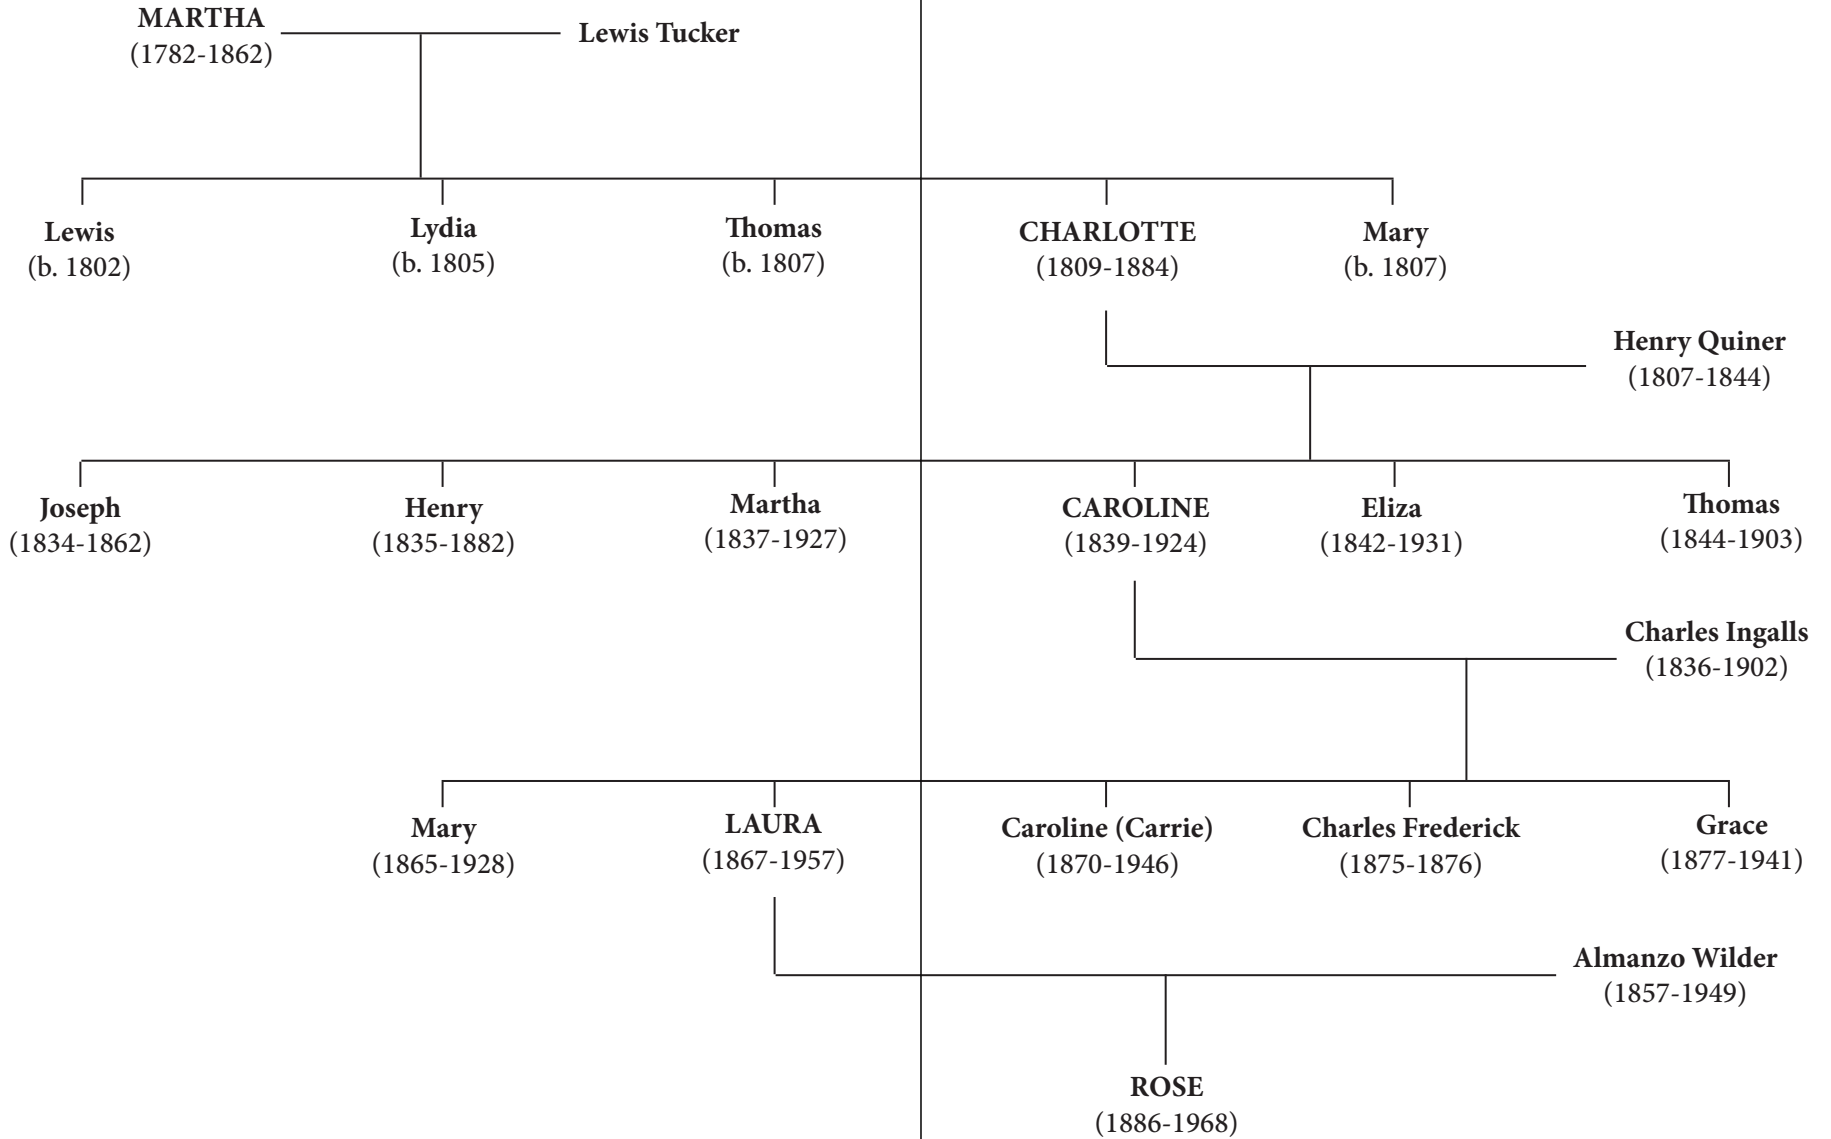 MARTHA
(1782-1862)
Lewis Tucker
Lewis
(b. 1802)
Lydia
(b. 1805)
Thomas
(b. 1807)
CHARLOTTE
(1809-1884)
Mary
(b. 1807)
Henry Quiner
(1807-1844)
Joseph
(1834-1862)
Henry
(1835-1882)
Martha
(1837-1927)
CAROLINE
(1839-1924)
Eliza
(1842-1931)
Thomas
(1844-1903)
Charles Ingalls
(1836-1902)
Mary
(1865-1928)
LAURA
(1867-1957)
Caroline (Carrie)
(1870-1946)
Charles Frederick
(1875-1876)
Grace
(1877-1941)
Almanzo Wilder
(1857-1949)
ROSE
(1886-1968)